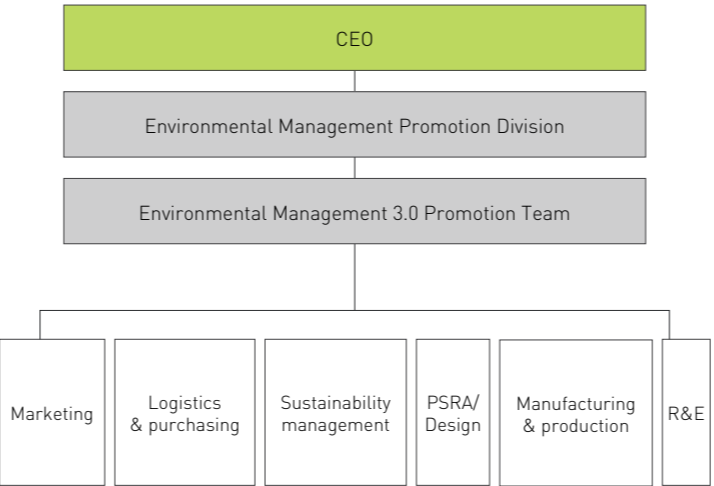 CEO
Environmental Management Promotion Division
Environmental Management 3.0 Promotion Team
Marketing
Logistics
& purchasing
Sustainability
management
PSRA/
Design
Manufacturing
& production
R&E